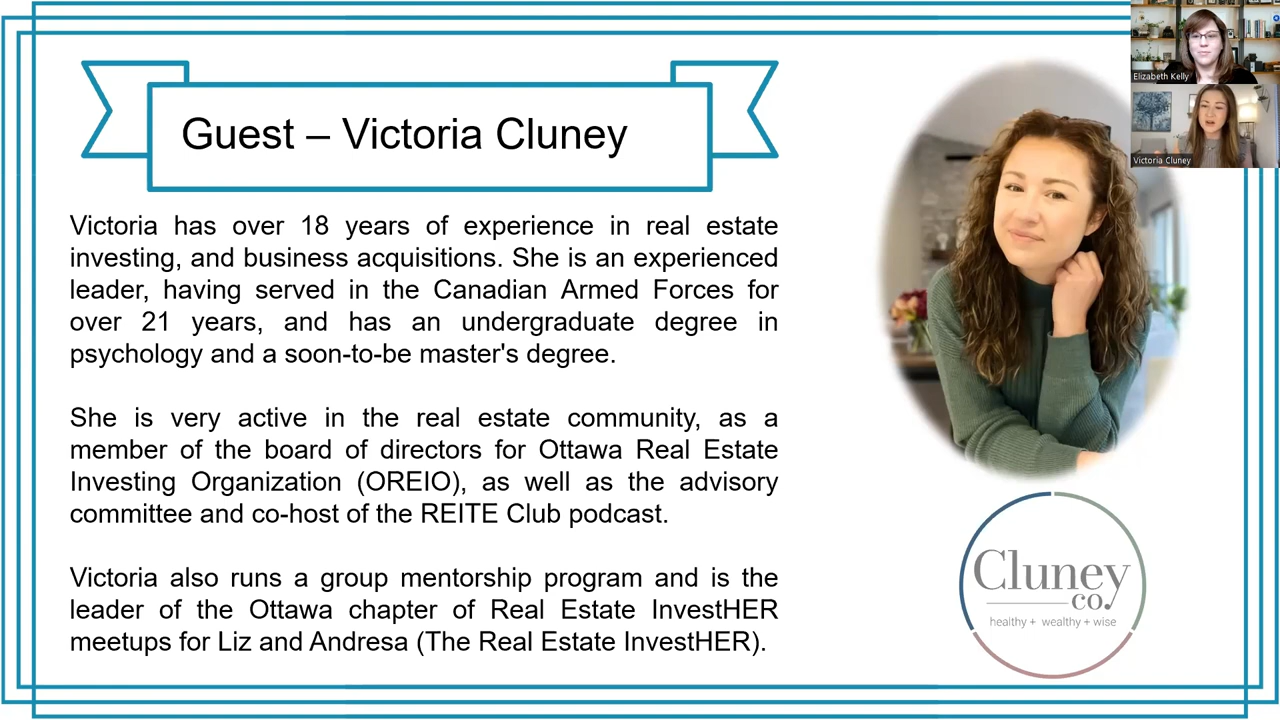 Guest – Victoria Cluney
Victoria has over 18 years of experience in real estate
investing, and business acquisitions. She is an experienced
leader, having served in the Canadian Armed Forces for
over 21 years, and has an undergraduate degree in
psychology and a soon-to-be master's degree.
She is very active in the real estate community, as a
member of the board of directors for Ottawa Real Estate
Investing Organization (OREIO), as well as the advisory
committee and co-host of the REITE Club podcast.
Victoria also runs a group mentorship program and is the
leader of the Ottawa chapter of Real Estate InvestHER
meetups for Liz and Andresa (The Real Estate InvestHER).
Elizabeth Kelly
Victoria Cluney
Cluney
co.
healthy + wealthy + wise